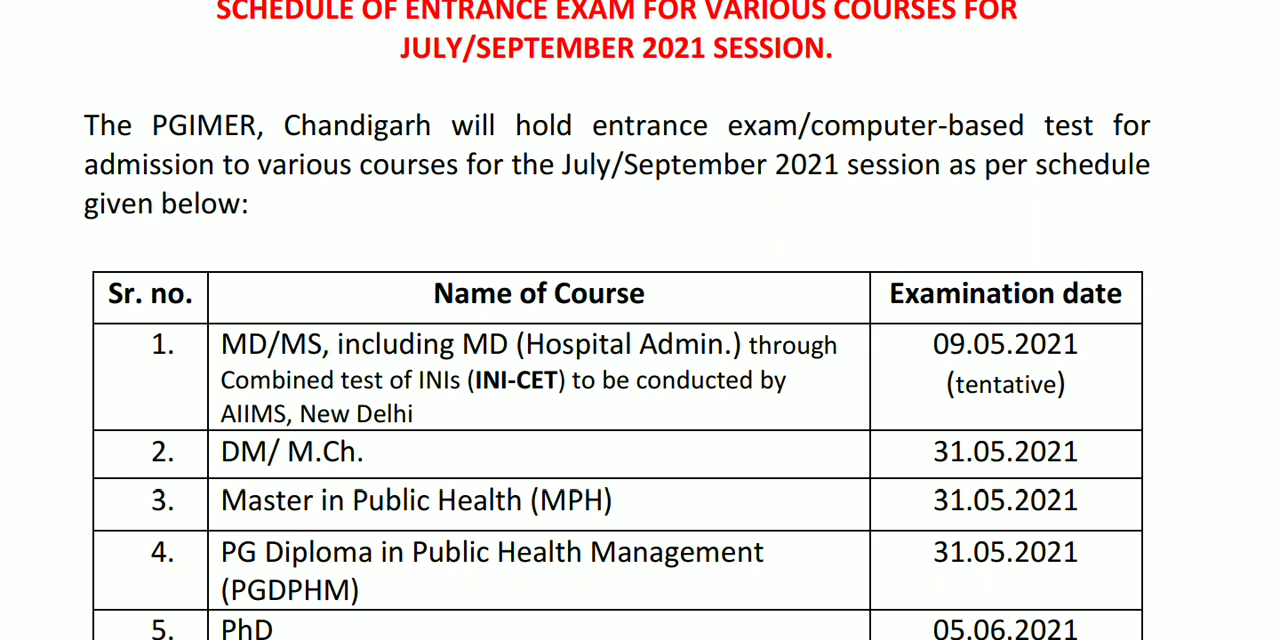 SCHEDULE OF ENTRANCE EXAM FOR VARIOUS COURSES FOR
JULY/SEPTEMBER 2021 SESSION.
The PGIMER, Chandigarh will hold entrance exam/computer-based test for
admission to various courses for the July/September 2021 session as per schedule
given below:
Sr. no. Name of Course Examination date
1. MD/MS, including MD (Hospital Admin.) through 09.05.2021
Combined test of INIs (INI-CET) to be conducted by (tentative)
AIIMS, New Delhi
2. DM/ M.Ch. 31.05.2021
3. Master in Public Health (MPH) 31.05.2021
4. PG Diploma in Public Health Management 31.05.2021
(PGDPHM)
5. PhD 05.06.2021